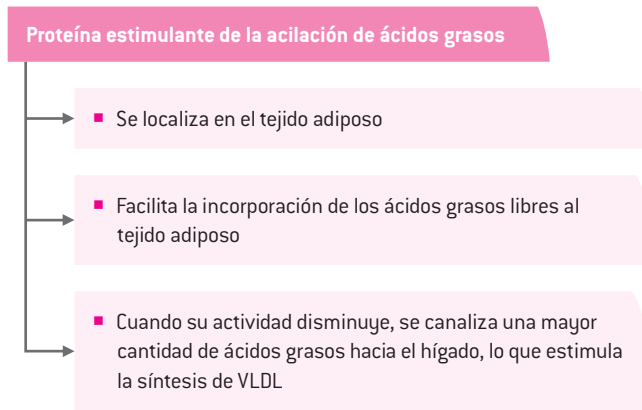 Proteína estimulante de la acilación de ácidos grasos
▪ Se localiza en el tejido adiposo
▪ Facilita la incorporación de los ácidos grasos libres al
tejido adiposo
▪ Cuando su actividad disminuye, se canaliza una mayor
cantidad de ácidos grasos hacia el hígado, lo que estimula
la síntesis de VLDL